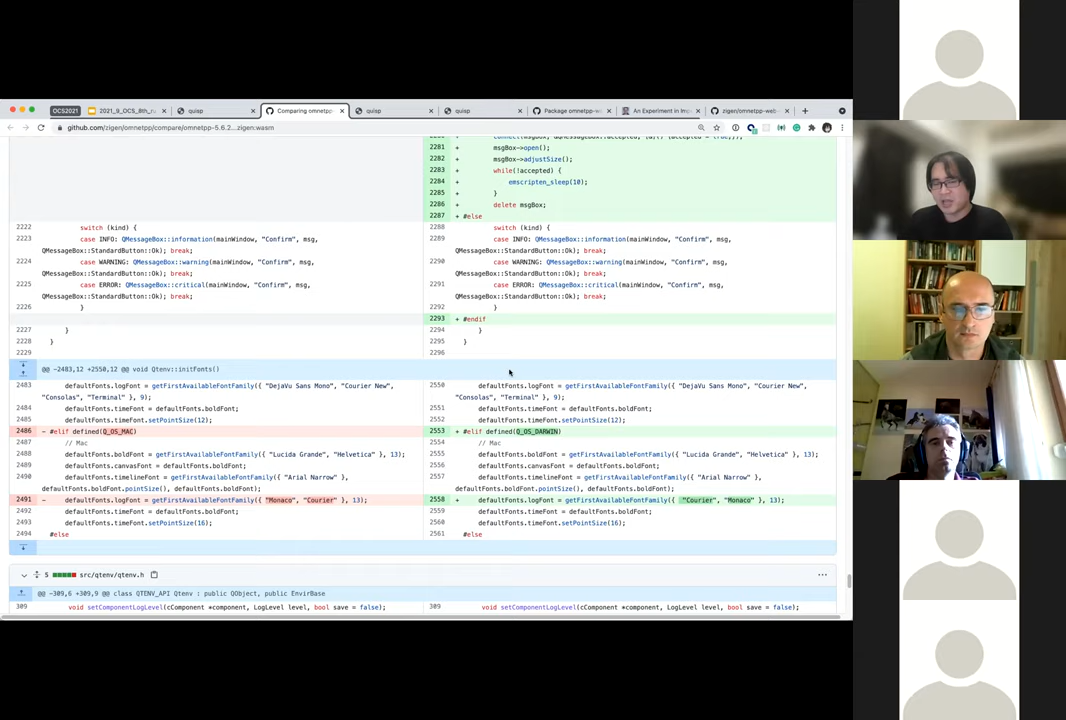 OCS2021 2021_9_OCS_8th_ru quisp Comparing omnetpp-5.6.2... quisp quisp Package omnetpp-w An Experiment in Imp zigen/omnetpp-web
github.com/zigen/omnetpp/compare/omnetpp-5.6.2...zigen:wasm
2281 + msgBox->open();
2282 + msgBox->adjustSize();
2283 + while(!accepted) {
2284 + emscripten_sleep(10);
2285 + }
2286 + delete msgBox;
2287 + #else
2222 switch (kind) { 2288 switch (kind) {
2223 case INFO: QMessageBox::information(mainWindow, "Confirm", msg, 2289 case INFO: QMessageBox::information(mainWindow, "Confirm", msg,
QMessageBox::StandardButton::Ok); break; QMessageBox::StandardButton::Ok); break;
2224 case WARNING: QMessageBox::warning(mainWindow, "Confirm", msg, 2290 case WARNING: QMessageBox::warning(mainWindow, "Confirm", msg,
QMessageBox::StandardButton::Ok); break; QMessageBox::StandardButton::Ok); break;
2225 case ERROR: QMessageBox::critical(mainWindow, "Confirm", msg, 2291 case ERROR: QMessageBox::critical(mainWindow, "Confirm", msg,
QMessageBox::StandardButton::Ok); break; QMessageBox::StandardButton::Ok); break;
2226 } 2292 }
2293 + #endif
2227 } 2294 }
2228 } 2295 }
2229 2296
@@ -2483,12 +2550,12 @@ void Qtenv::initFonts()
2483 defaultFonts.logFont = getFirstAvailableFontFamily({ "DejaVu Sans Mono", "Courier New", 2550 defaultFonts.logFont = getFirstAvailableFontFamily({ "DejaVu Sans Mono", "Courier New",
"Consolas", "Terminal" }, 9); "Consolas", "Terminal" }, 9);
2484 defaultFonts.timeFont = defaultFonts.boldFont; 2551 defaultFonts.timeFont = defaultFonts.boldFont;
2485 defaultFonts.timeFont.setPointSize(12); 2552 defaultFonts.timeFont.setPointSize(12);
2486 - #elif defined(Q_OS_MAC) 2553 + #elif defined(Q_OS_DARWIN)
2487 // Mac 2554 // Mac
2488 defaultFonts.boldFont = getFirstAvailableFontFamily({ "Lucida Grande", "Helvetica" }, 13); 2555 defaultFonts.boldFont = getFirstAvailableFontFamily({ "Lucida Grande", "Helvetica" }, 13);
2489 defaultFonts.canvasFont = defaultFonts.boldFont; 2556 defaultFonts.canvasFont = defaultFonts.boldFont;
2490 defaultFonts.timelineFont = getFirstAvailableFontFamily({ "Arial Narrow" }, 2557 defaultFonts.timelineFont = getFirstAvailableFontFamily({ "Arial Narrow" },
defaultFonts.boldFont.pointSize(), defaultFonts.boldFont); defaultFonts.boldFont.pointSize(), defaultFonts.boldFont);
2491 - defaultFonts.logFont = getFirstAvailableFontFamily({ "Monaco", "Courier" }, 13); 2558 + defaultFonts.logFont = getFirstAvailableFontFamily({ "Courier", "Monaco" }, 13);
2492 defaultFonts.timeFont = defaultFonts.boldFont; 2559 defaultFonts.timeFont = defaultFonts.boldFont;
2493 defaultFonts.timeFont.setPointSize(16); 2560 defaultFonts.timeFont.setPointSize(16);
2494 #else 2561 #else
5 src/qtenv/qtenv.h
@@ -309,6 +309,9 @@ class QTENV_API Qtenv : public QObject, public EnvirBase
309 void setComponentLogLevel(cComponent *component, LogLevel level, bool save = false); 309 void setComponentLogLevel(cComponent *component, LogLevel level, bool save = false);